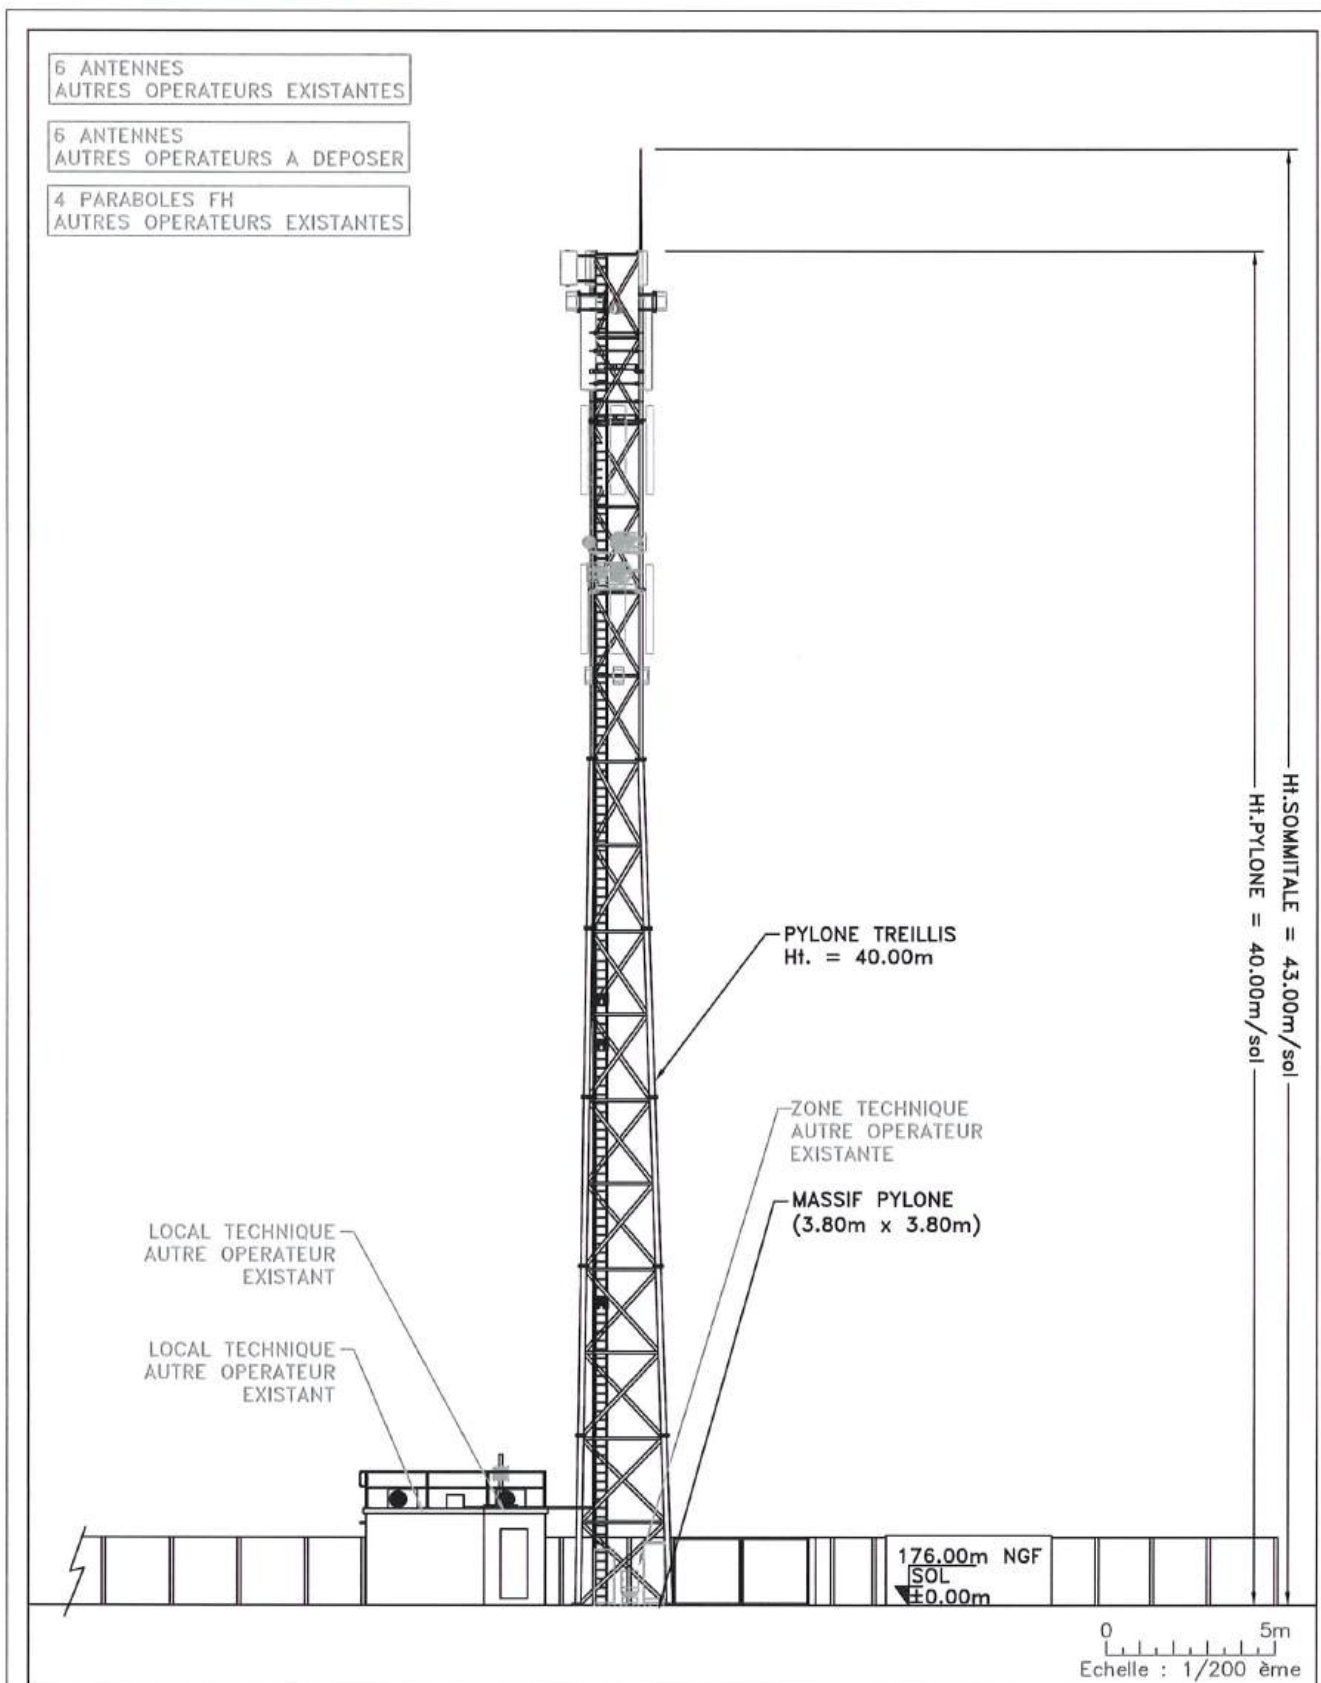 6 ANTENNES
AUTRES OPERATEURS EXISTANTES
6 ANTENNES
AUTRES OPERATEURS A DEPOSER
4 PARABOLES FH
AUTRES OPERATEURS EXISTANTES
Ht.SOMMITALE = 43.00m/sol
Ht.PYLONE = 40.00m/sol
PYLONE TREILLIS
Ht. = 40.00m
ZONE TECHNIQUE
AUTRE OPERATEUR
EXISTANTE
MASSIF PYLONE
(3.80m x 3.80m)
LOCAL TECHNIQUE
AUTRE OPERATEUR
EXISTANT
LOCAL TECHNIQUE
AUTRE OPERATEUR
EXISTANT
176.00m NGF
SOL
±0.00m
0 5m
Echelle : 1/200 ème